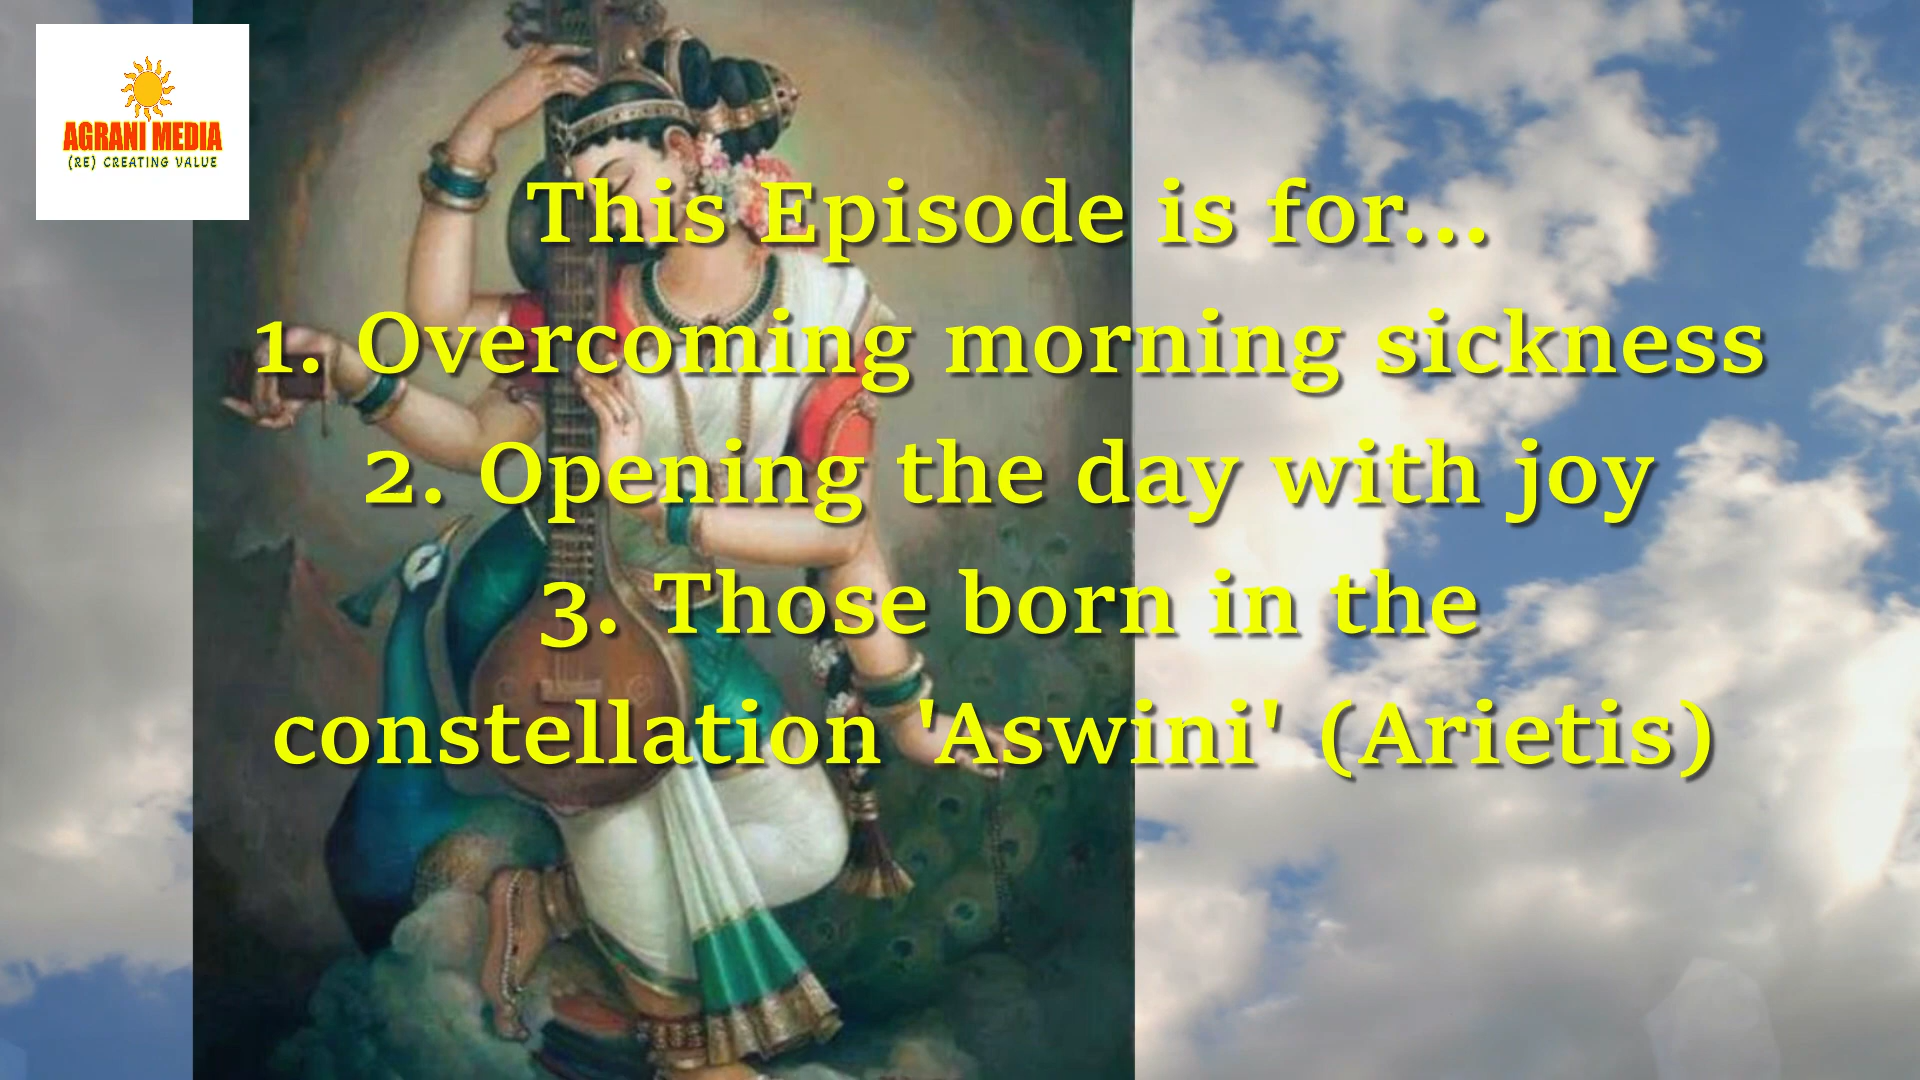 AGRANI MEDIA
(RE) CREATING VALUE
This Episode is for...
1. Overcoming morning sickness
2. Opening the day with joy
3. Those born in the
constellation 'Aswini' (Arietis)